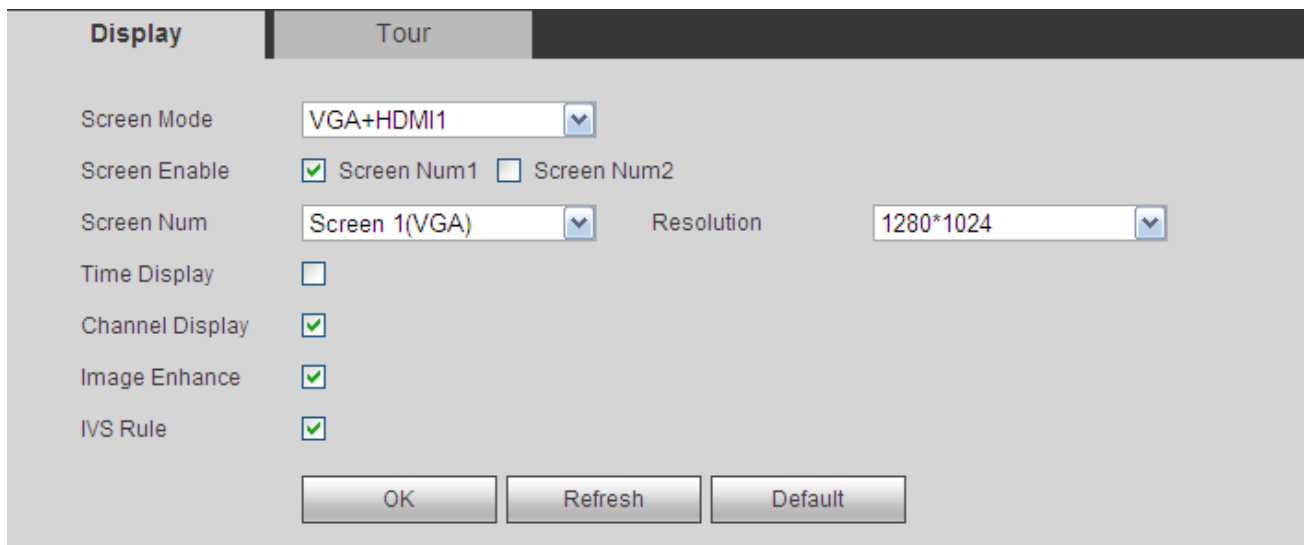 Display Tour
Screen Mode VGA+HDMI1
Screen Enable Screen Num1 Screen Num2
Screen Num Screen 1(VGA) Resolution 1280*1024
Time Display
Channel Display
Image Enhance
IVS Rule
OK Refresh Default